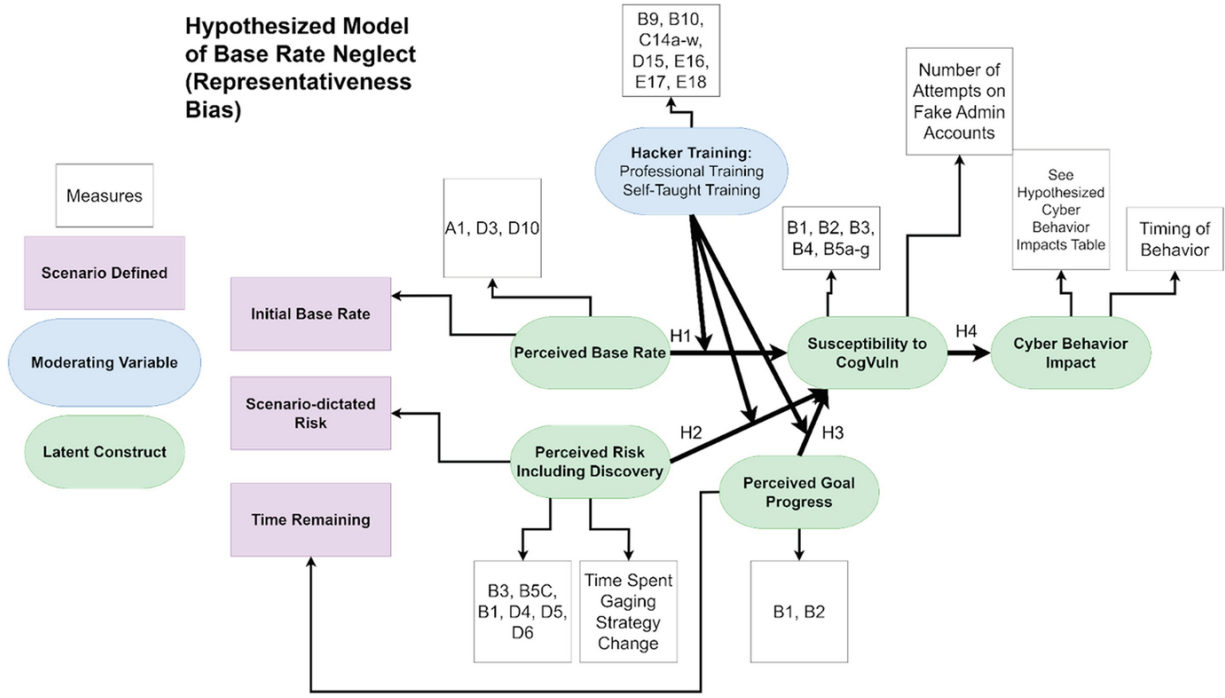 Hypothesized Model
of Base Rate Neglect
(Representativeness
Bias)
Measures
Scenario Defined
Moderating Variable
Latent Construct
B9, B10,
C14a-w,
D15, E16,
E17, E18
Hacker Training:
Professional Training
Self-Taught Training
Number of
Attempts on
Fake Admin
Accounts
See
Hypothesized
Cyber
Behavior
Impacts Table
Timing of
Behavior
A1, D3, D10
B1, B2, B3,
B4, B5a-g
Initial Base Rate
Perceived Base Rate
H1
Susceptibility to
CogVuln
H4
Cyber Behavior
Impact
Scenario-dictated
Risk
Perceived Risk
Including Discovery
H2
H3
Perceived Goal
Progress
Time Remaining
B3, B5C,
B1, D4, D5,
D6
Time Spent
Gaging
Strategy
Change
B1, B2